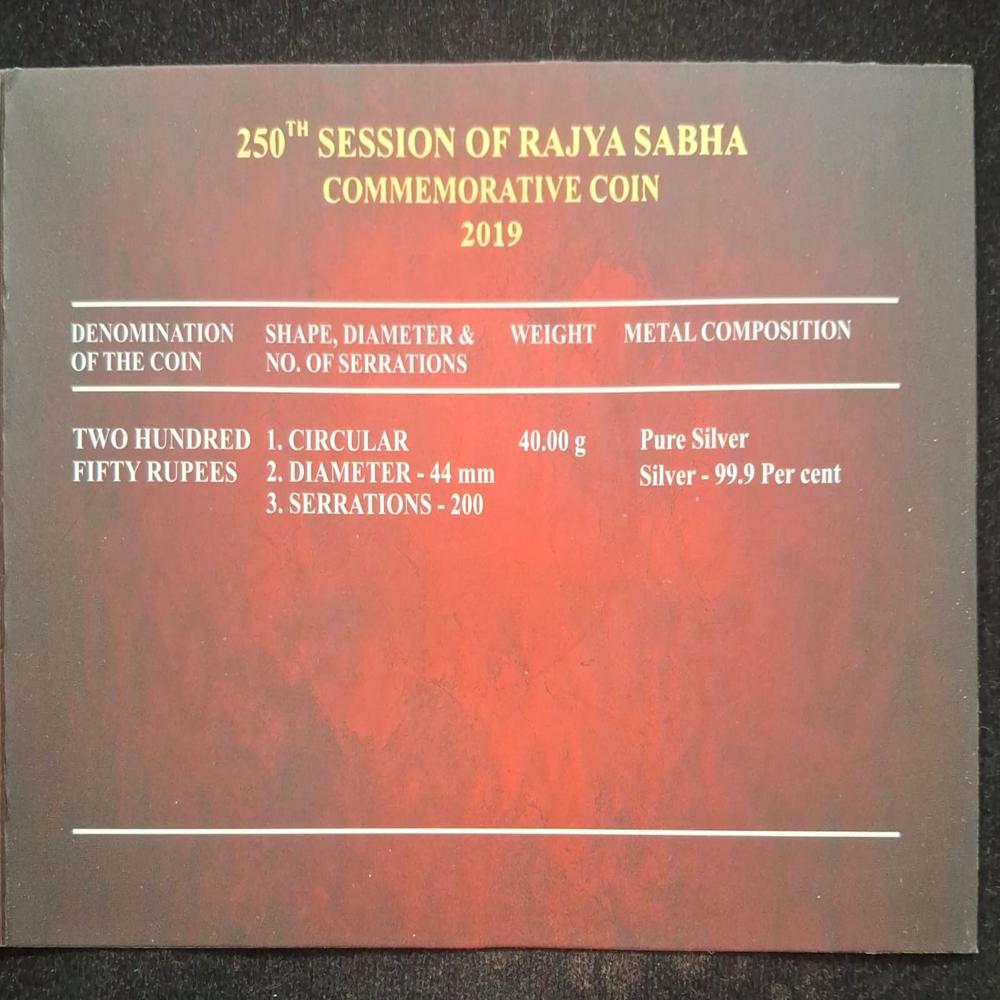 250TH SESSION OF RAJYA SABHA
COMMEMORATIVE COIN
2019
DENOMINATION OF THE COIN
SHAPE, DIAMETER & NO. OF SERRATIONS
WEIGHT
METAL COMPOSITION
TWO HUNDRED FIFTY RUPEES
1. CIRCULAR
2. DIAMETER - 44 mm
3. SERRATIONS - 200
40.00 g
Pure Silver
Silver - 99.9 Per cent